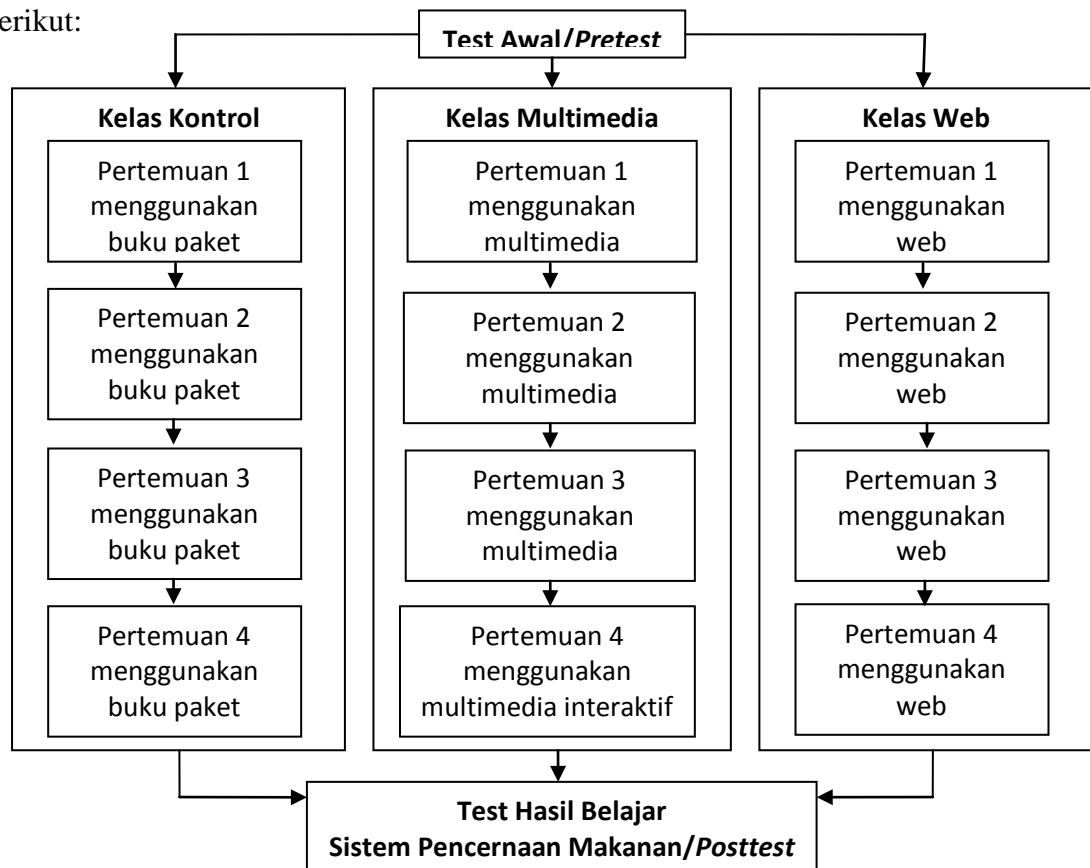 erikut:
Test Awal/Pretest
Kelas Kontrol
Pertemuan 1
menggunakan
buku paket
Pertemuan 2
menggunakan
buku paket
Pertemuan 3
menggunakan
buku paket
Pertemuan 4
menggunakan
buku paket
Kelas Multimedia
Pertemuan 1
menggunakan
multimedia
Pertemuan 2
menggunakan
multimedia
Pertemuan 3
menggunakan
multimedia
Pertemuan 4
menggunakan
multimedia interaktif
Kelas Web
Pertemuan 1
menggunakan
web
Pertemuan 2
menggunakan
web
Pertemuan 3
menggunakan
web
Pertemuan 4
menggunakan
web
Test Hasil Belajar
Sistem Pencernaan Makanan/Posttest